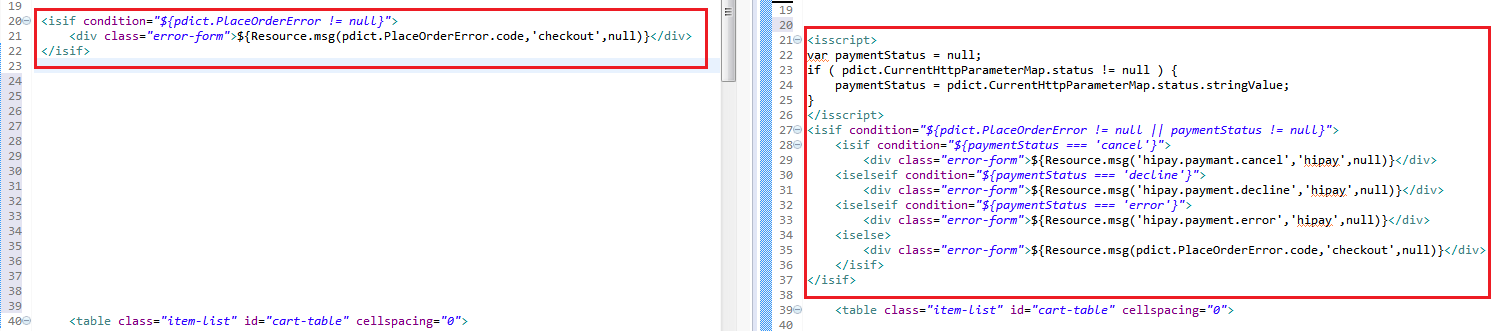 19
20 <isif condition="${pdict.PlaceOrderError != null}">
21 <div class="error-form">${Resource.msg(pdict.PlaceOrderError.code,'checkout',null)}</div>
22 </isif>
23
24
25
26
27
28
29
30
31
32
33
34
35
36
37
38
39
40 <table class="item-list" id="cart-table" cellspacing="0">
19
20
21 <isscript>
22 var paymentStatus = null;
23 if ( pdict.CurrentHttpParameterMap.status != null ) {
24 paymentStatus = pdict.CurrentHttpParameterMap.status.stringValue;
25 }
26 </isscript>
27 <isif condition="${pdict.PlaceOrderError != null || paymentStatus != null}">
28 <isif condition="${paymentStatus === 'cancel'}">
29 <div class="error-form">${Resource.msg('hipay.paymant.cancel','hipay',null)}</div>
30 <iselseif condition="${paymentStatus === 'decline'}">
31 <div class="error-form">${Resource.msg('hipay.payment.decline','hipay',null)}</div>
32 <iselseif condition="${paymentStatus === 'error'}">
33 <div class="error-form">${Resource.msg('hipay.payment.error','hipay',null)}</div>
34 <iselse>
35 <div class="error-form">${Resource.msg(pdict.PlaceOrderError.code,'checkout',null)}</div>
36 </isif>
37 </isif>
38
39 <table class="item-list" id="cart-table" cellspacing="0">
40